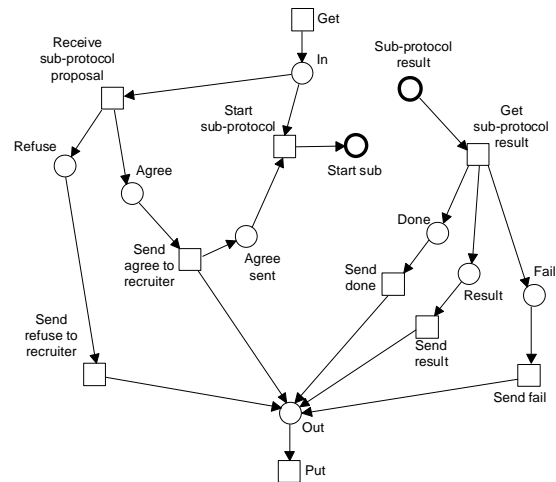 Get
Receive
sub-protocol
proposal
In
Sub-protocol
result
Start
sub-protocol
Get
sub-protocol
result
Refuse
Start sub
Agree
Done
Agree
sent
Send
agree to
recruiter
Send
done
Fail
Result
Send
refuse to
recruiter
Send
result
Send fail
Out
Put